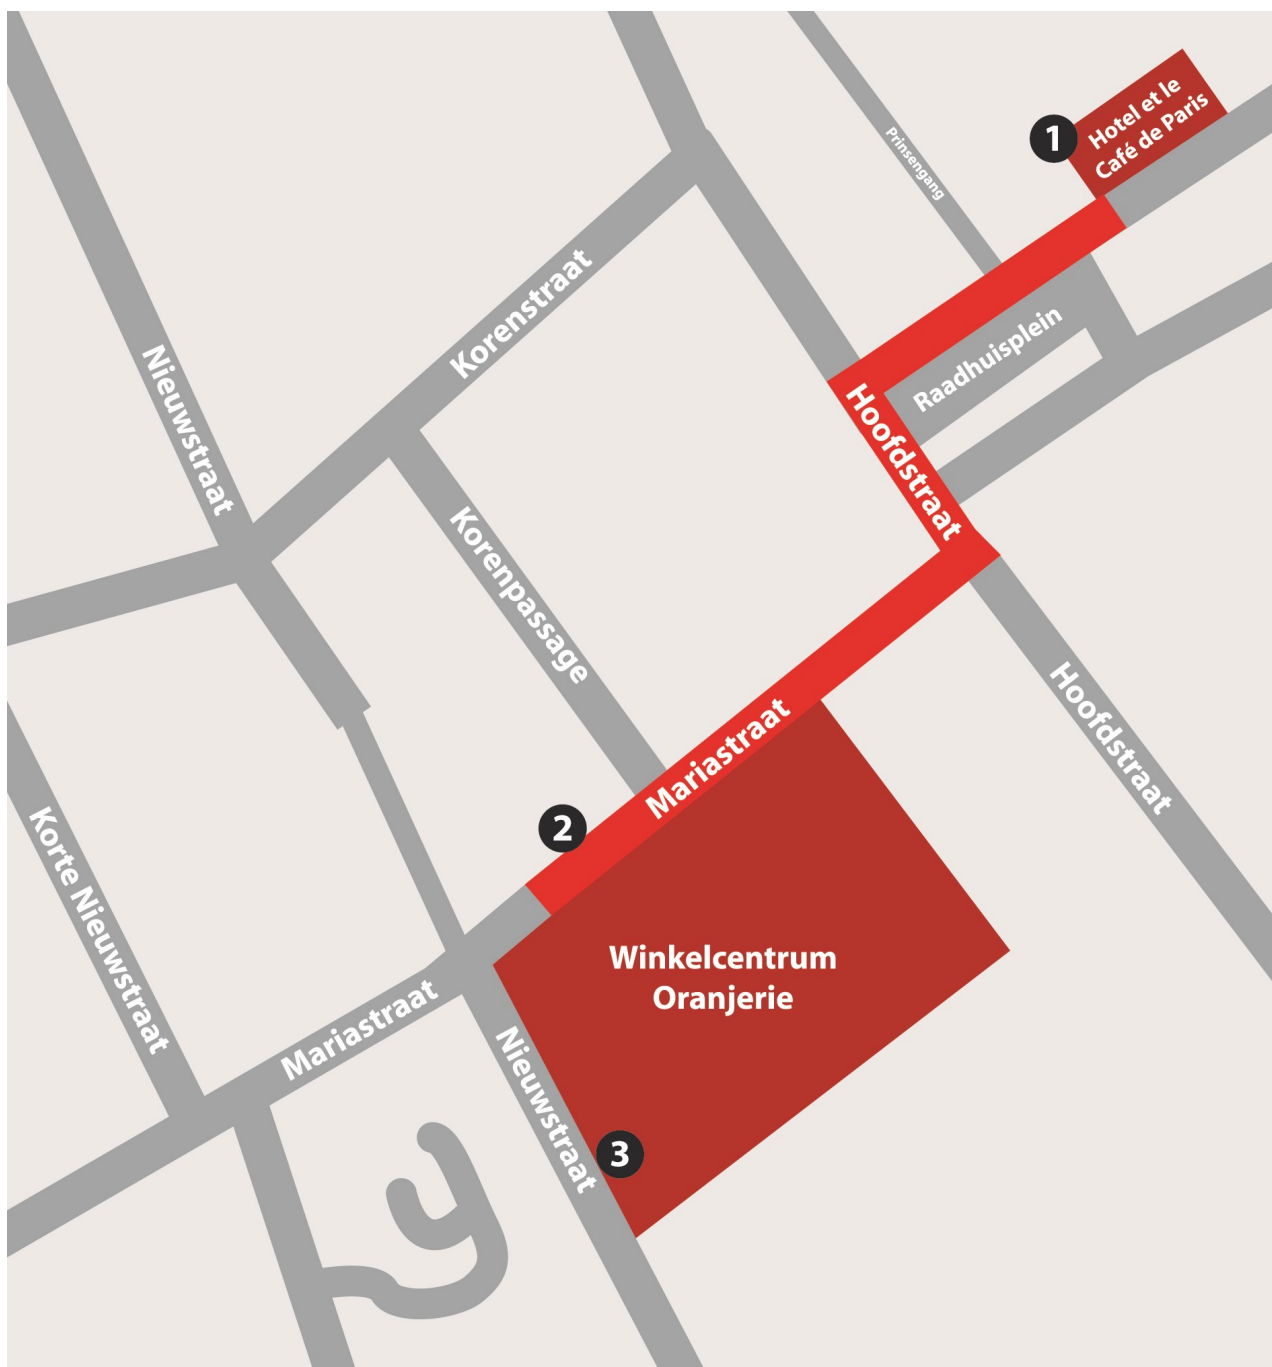 1
Hotel et le
Café de Paris
Prinsengang
Korenstraat
Raadhuisplein
Nieuwstraat
Hoofdstraat
Korenpassage
Hoofdstraat
Mariastraat
2
Korte Nieuwstraat
Winkelcentrum
Oranjerie
Mariastraat
Nieuwstraat
3